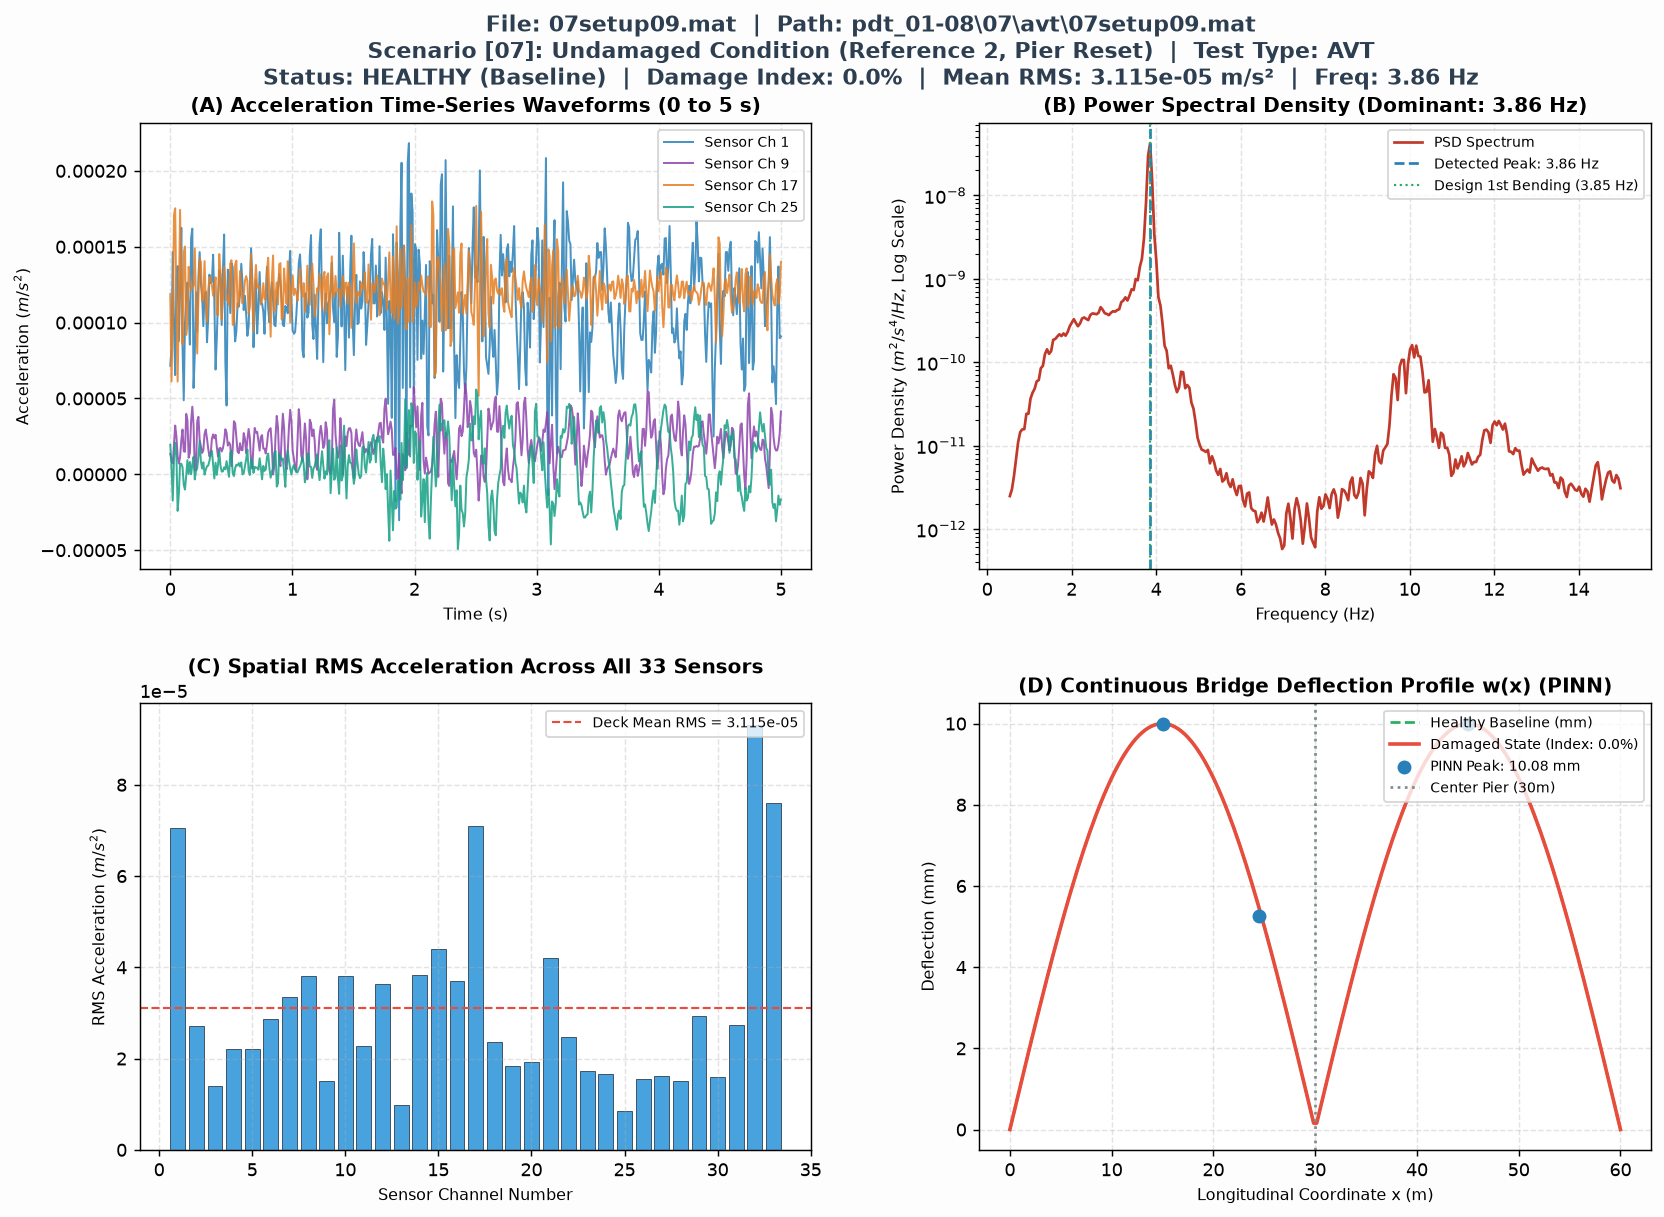 File: 07setup09.mat | Path: pdt_01-08\07\avt\07setup09.mat
Scenario [07]: Undamaged Condition (Reference 2, Pier Reset) | Test Type: AVT
Status: HEALTHY (Baseline) | Damage Index: 0.0% | Mean RMS: 3.115e-05 m/s² | Freq: 3.86 Hz
(A) Acceleration Time-Series Waveforms (0 to 5 s)
Acceleration (m/s²)
0.00020
0.00015
0.00010
0.00005
0.00000
−0.00005
0 1 2 3 4 5
Time (s)
Sensor Ch 1
Sensor Ch 9
Sensor Ch 17
Sensor Ch 25
(B) Power Spectral Density (Dominant: 3.86 Hz)
Power Density (m²/s⁴/Hz, Log Scale)
10⁻⁸
10⁻⁹
10⁻¹⁰
10⁻¹¹
10⁻¹²
0 2 4 6 8 10 12 14
Frequency (Hz)
PSD Spectrum
Detected Peak: 3.86 Hz
Design 1st Bending (3.85 Hz)
(C) Spatial RMS Acceleration Across All 33 Sensors
1e−5
RMS Acceleration (m/s²)
8
6
4
2
0
0 5 10 15 20 25 30 35
Sensor Channel Number
Deck Mean RMS = 3.115e-05
(D) Continuous Bridge Deflection Profile w(x) (PINN)
Deflection (mm)
10
8
6
4
2
0
0 10 20 30 40 50 60
Longitudinal Coordinate x (m)
Healthy Baseline (mm)
Damaged State (Index: 0.0%)
PINN Peak: 10.08 mm
Center Pier (30m)